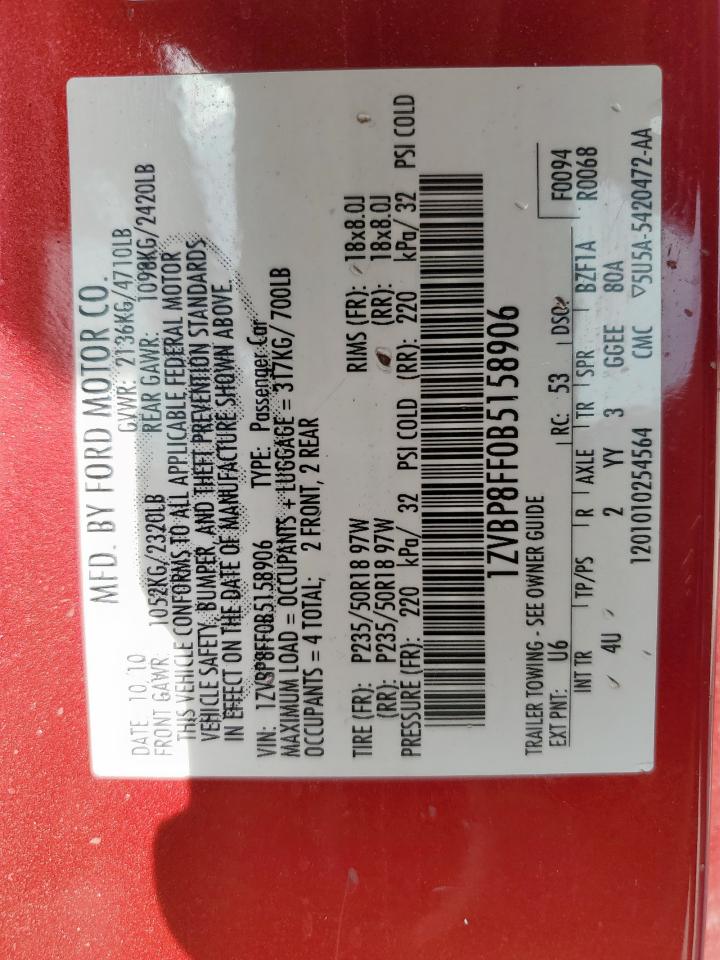 MFD. BY FORD MOTOR CO.
DATE: 10/10 GVWR: 2136KG/4710LB
FRONT GAWR: 1052KG/2320LB REAR GAWR: 1098KG/2420LB
THIS VEHICLE CONFORMS TO ALL APPLICABLE FEDERAL MOTOR
VEHICLE SAFETY, BUMPER, AND THEFT PREVENTION STANDARDS
IN EFFECT ON THE DATE OF MANUFACTURE SHOWN ABOVE.
VIN: 1ZVBP8FF0B5158906 TYPE: Passenger Car
MAXIMUM LOAD = OCCUPANTS + LUGGAGE = 317KG/ 700LB
OCCUPANTS = 4 TOTAL; 2 FRONT, 2 REAR
TIRE (FR): P235/50R18 97W RIMS (FR): 18x8.0J
(RR): P235/50R18 97W (RR): 18x8.0J
PRESSURE (FR): 220 kPa/ 32 PSI COLD (RR): 220 kPa/ 32 PSI COLD
1ZVBP8FF0B5158906
TRAILER TOWING - SEE OWNER GUIDE
F0094
EXT PNT: U6 RC: 53 DSO: R0068
INT TR TP/PS R AXLE TR SPR BZF1A
4U 2 YY 3 GGEE 80A
1201010254564 CMC ▽5U5A-5420472-AA